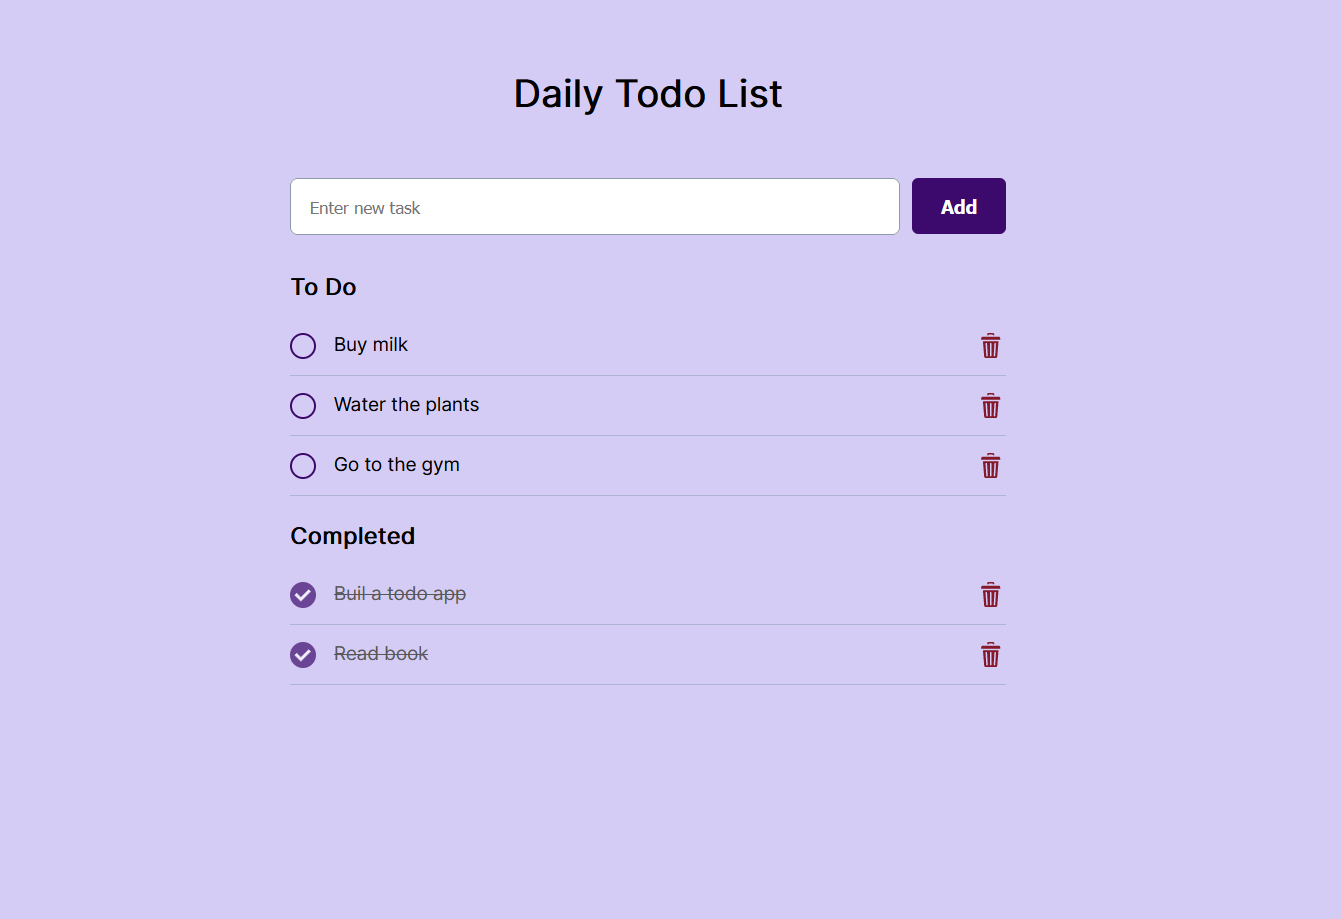 Daily Todo List
Enter new task
Add
To Do
Buy milk
Water the plants
Go to the gym
Completed
Buil a todo app
Read book